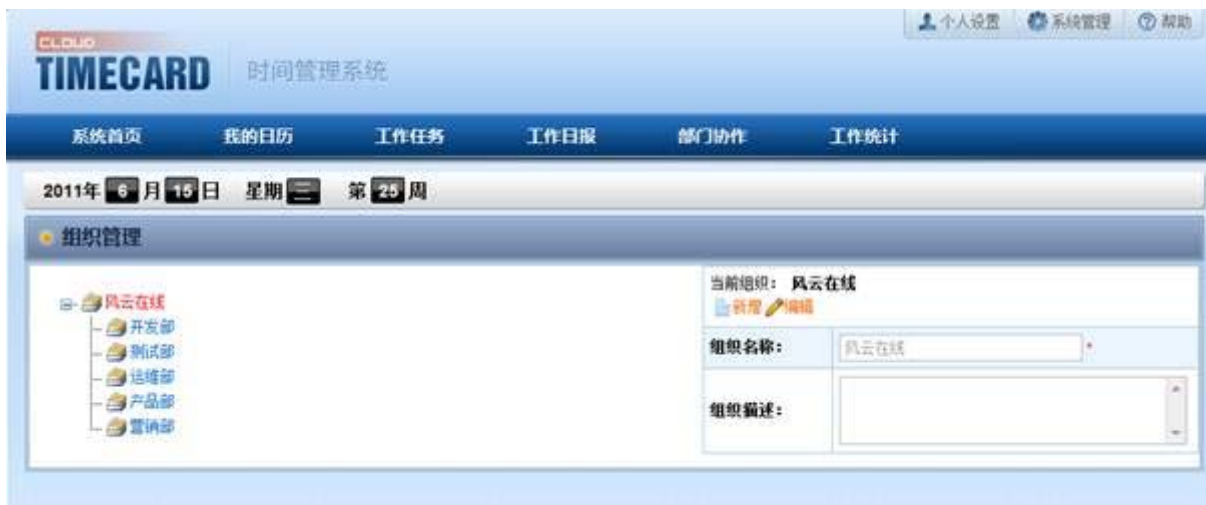 个人设置 系统管理 帮助
CLOUD
TIMECARD 时间管理系统
系统首页 我的日历 工作任务 工作日报 部门协作 工作统计
2011年 6 月 15 日 星期 三 第 25 周
组织管理
当前组织： 风云在线
新增 编辑
风云在线
开发部
测试部
运维部
产品部
营销部
组织名称： 风云在线 *
组织描述：